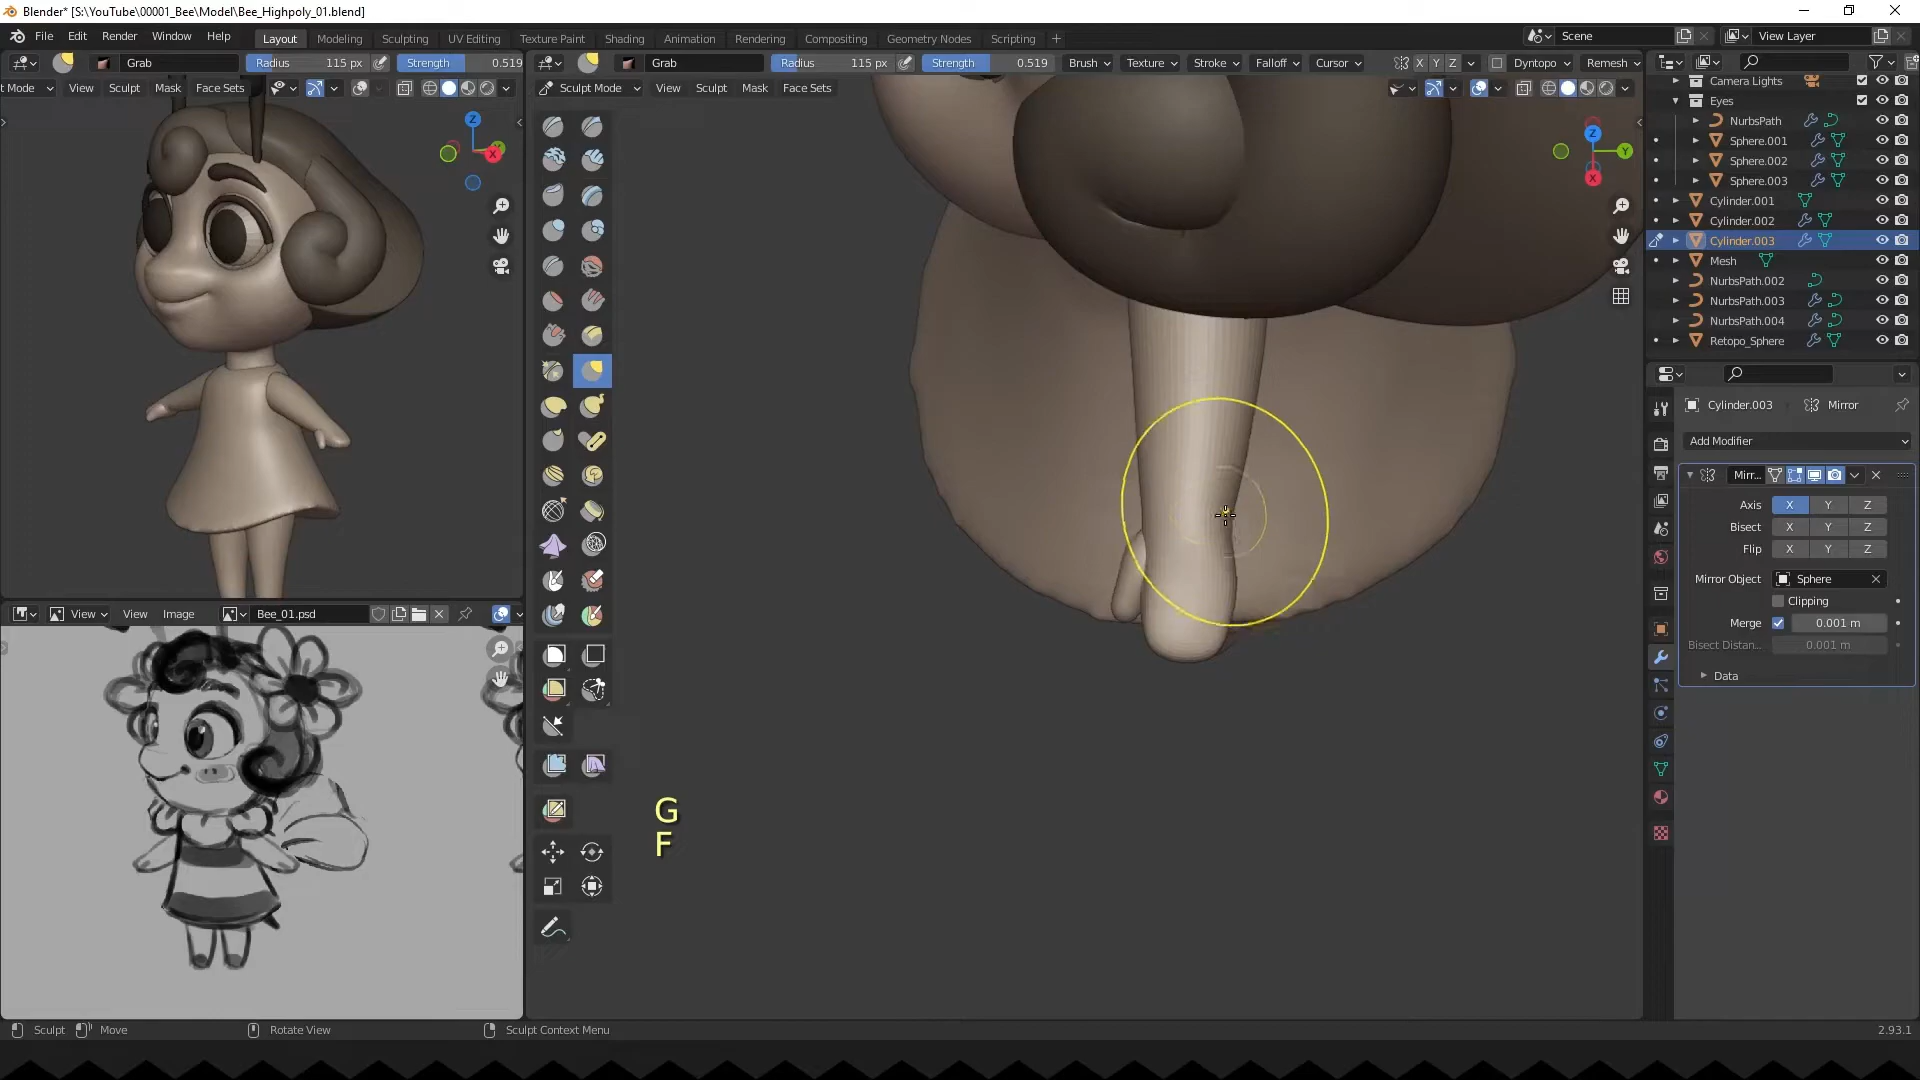 Blender* [S:\YouTube\00001_Bee\Model\Bee_Highpoly_01.blend]
File Edit Render Window Help Layout Modeling Sculpting UV Editing Texture Paint Shading Animation Rendering Compositing Geometry Nodes Scripting + Scene View Layer
Grab Radius 115 px Strength 0.519 Grab Radius 115 px Strength 0.519 Brush Texture Stroke Falloff Cursor X Y Z Dyntopo Remesh
t Mode View Sculpt Mask Face Sets Sculpt Mode View Sculpt Mask Face Sets
Camera Lights
Eyes
NurbsPath
Sphere.001
Sphere.002
Sphere.003
Cylinder.001
Cylinder.002
Cylinder.003
Mesh
NurbsPath.002
NurbsPath.003
NurbsPath.004
Retopo_Sphere
Z
X
Z
Y
X
Cylinder.003 Mirror
Add Modifier
Mirr...
Axis X Y Z
Bisect X Y Z
Flip X Y Z
Mirror Object Sphere
Clipping
Merge 0.001 m
Bisect Distan... 0.001 m
Data
View View Image Bee_01.psd
G
F
Sculpt Move Rotate View Sculpt Context Menu 2.93.1